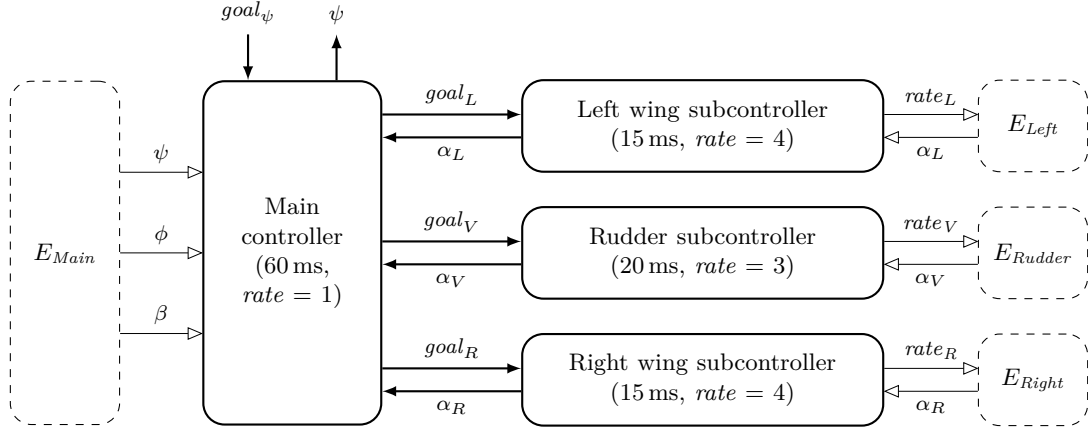 goal_ψ
ψ
E_Main
ψ
ϕ
β
Main
controller
(60 ms,
rate = 1)
goal_L
α_L
Left wing subcontroller
(15 ms, rate = 4)
rate_L
α_L
E_Left
goal_V
α_V
Rudder subcontroller
(20 ms, rate = 3)
rate_V
α_V
E_Rudder
goal_R
α_R
Right wing subcontroller
(15 ms, rate = 4)
rate_R
α_R
E_Right